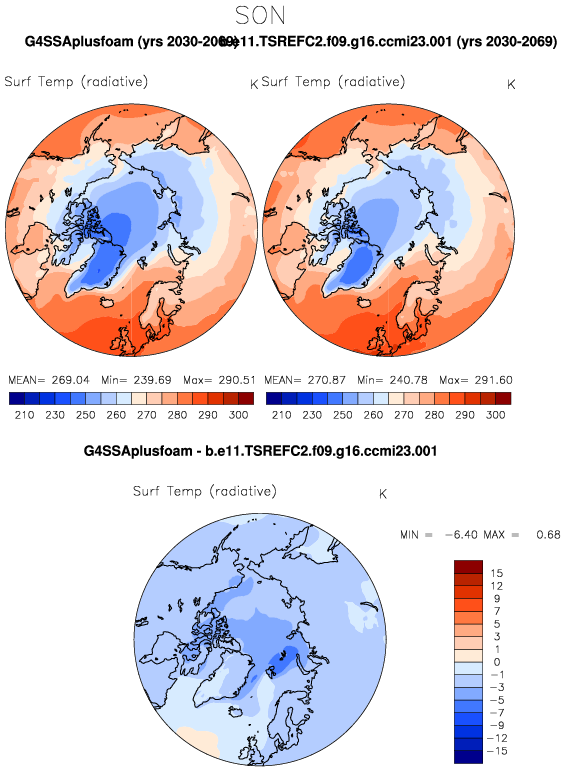 SON
G4SSAplusfoam (yrs 2030-2069) b.e11.TSREFC2.f09.g16.ccmi23.001 (yrs 2030-2069)
Surf Temp (radiative) K Surf Temp (radiative) K
MEAN= 269.04 Min= 239.69 Max= 290.51 MEAN= 270.87 Min= 240.78 Max= 291.60
210 230 250 260 270 280 290 300 210 230 250 260 270 280 290 300
G4SSAplusfoam - b.e11.TSREFC2.f09.g16.ccmi23.001
Surf Temp (radiative) K
MIN = -6.40 MAX = 0.68
15
12
9
7
5
3
1
0
-1
-3
-5
-7
-9
-12
-15